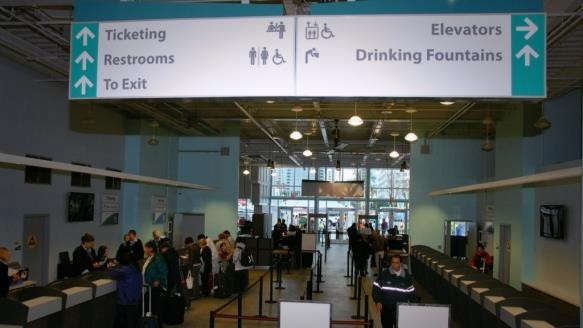 Ticketing
Restrooms
To Exit
Elevators
Drinking Fountains